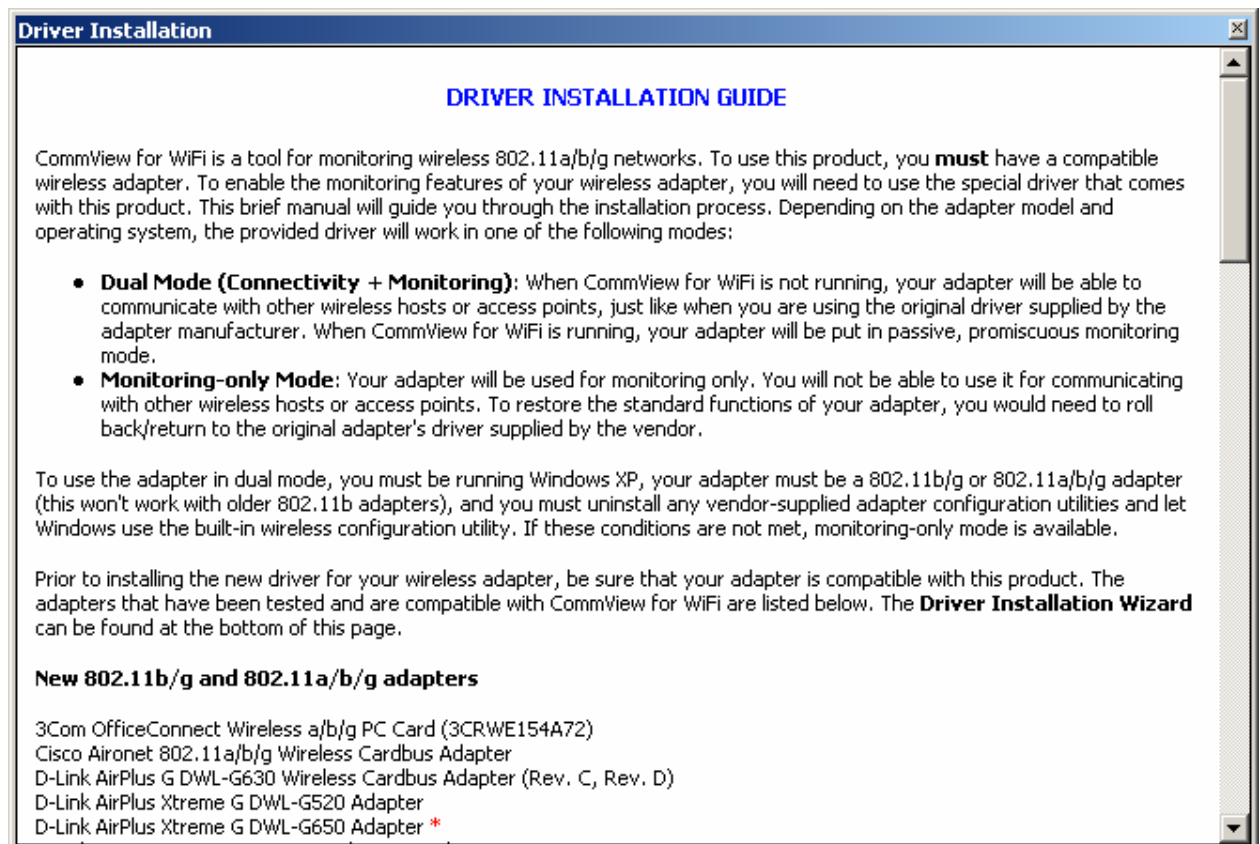 Driver Installation
DRIVER INSTALLATION GUIDE
CommView for WiFi is a tool for monitoring wireless 802.11a/b/g networks. To use this product, you must have a compatible
wireless adapter. To enable the monitoring features of your wireless adapter, you will need to use the special driver that comes
with this product. This brief manual will guide you through the installation process. Depending on the adapter model and
operating system, the provided driver will work in one of the following modes:
● Dual Mode (Connectivity + Monitoring): When CommView for WiFi is not running, your adapter will be able to
communicate with other wireless hosts or access points, just like when you are using the original driver supplied by the
adapter manufacturer. When CommView for WiFi is running, your adapter will be put in passive, promiscuous monitoring
mode.
● Monitoring-only Mode: Your adapter will be used for monitoring only. You will not be able to use it for communicating
with other wireless hosts or access points. To restore the standard functions of your adapter, you would need to roll
back/return to the original adapter's driver supplied by the vendor.
To use the adapter in dual mode, you must be running Windows XP, your adapter must be a 802.11b/g or 802.11a/b/g adapter
(this won't work with older 802.11b adapters), and you must uninstall any vendor-supplied adapter configuration utilities and let
Windows use the built-in wireless configuration utility. If these conditions are not met, monitoring-only mode is available.
Prior to installing the new driver for your wireless adapter, be sure that your adapter is compatible with this product. The
adapters that have been tested and are compatible with CommView for WiFi are listed below. The Driver Installation Wizard
can be found at the bottom of this page.
New 802.11b/g and 802.11a/b/g adapters
3Com OfficeConnect Wireless a/b/g PC Card (3CRWE154A72)
Cisco Aironet 802.11a/b/g Wireless Cardbus Adapter
D-Link AirPlus G DWL-G630 Wireless Cardbus Adapter (Rev. C, Rev. D)
D-Link AirPlus Xtreme G DWL-G520 Adapter
D-Link AirPlus Xtreme G DWL-G650 Adapter *